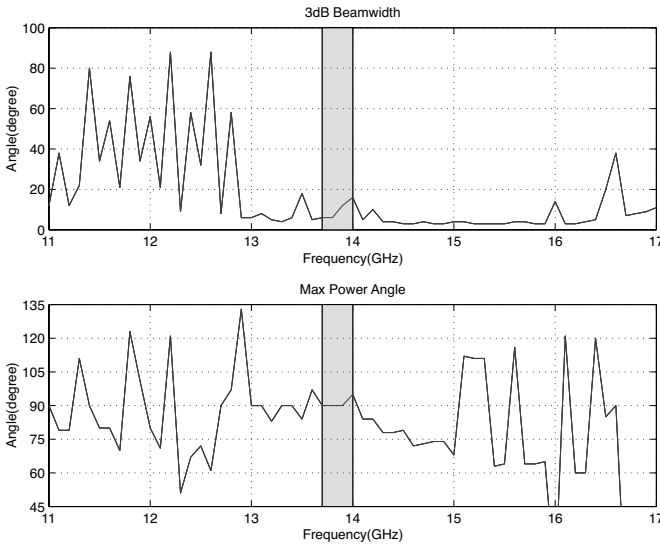 3dB Beamwidth
100
80
60
40
20
0
Angle(degree)
11 12 13 14 15 16 17
Frequency(GHz)
Max Power Angle
135
120
105
90
75
60
45
Angle(degree)
11 12 13 14 15 16 17
Frequency(GHz)